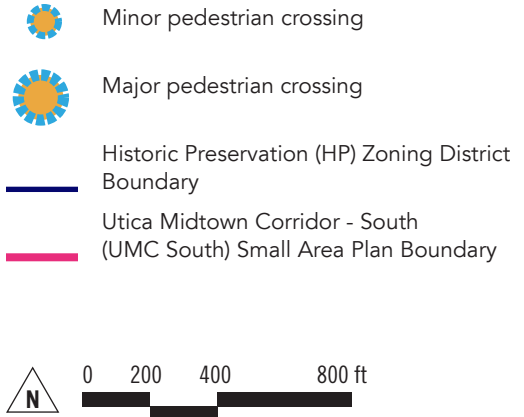 Minor pedestrian crossing
Major pedestrian crossing
Historic Preservation (HP) Zoning District
Boundary
Utica Midtown Corridor - South
(UMC South) Small Area Plan Boundary
0 200 400 800 ft
N